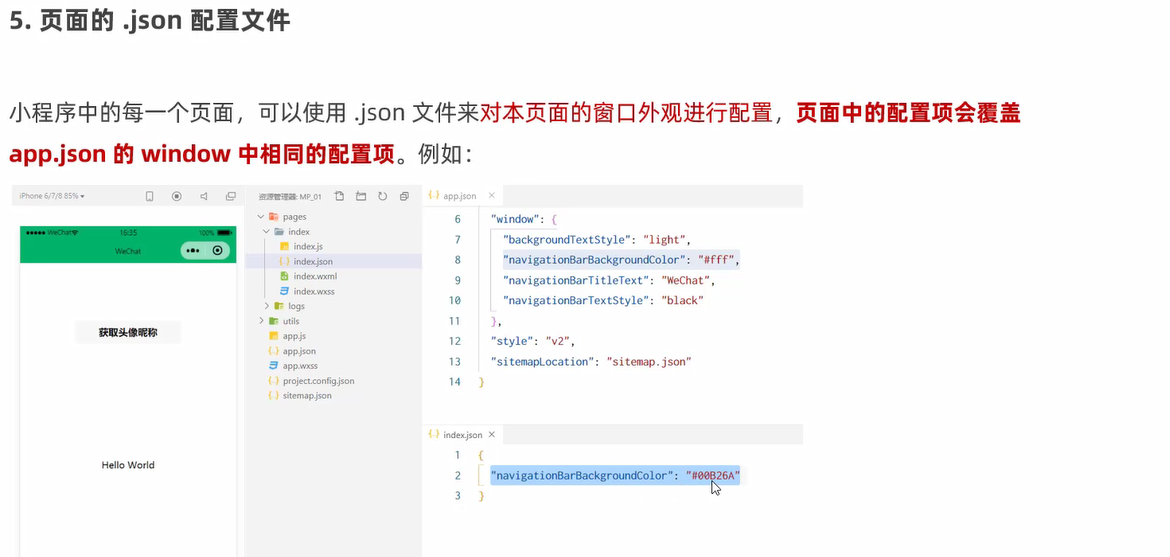 5. 页面的 .json 配置文件
小程序中的每一个页面，可以使用 .json 文件来对本页面的窗口外观进行配置，页面中的配置项会覆盖
app.json 的 window 中相同的配置项。例如：
iPhone 6/7/8 85%
WeChat
16:35
100%
WeChat
获取头像昵称
Hello World
资源管理器: MP_01
pages
index
index.js
index.json
index.wxml
index.wxss
logs
utils
app.js
app.json
app.wxss
project.config.json
sitemap.json
app.json
6 "window": {
7 "backgroundTextStyle": "light",
8 "navigationBarBackgroundColor": "#fff",
9 "navigationBarTitleText": "WeChat",
10 "navigationBarTextStyle": "black"
11 },
12 "style": "v2",
13 "sitemapLocation": "sitemap.json"
14 }
index.json
1 {
2 "navigationBarBackgroundColor": "#00B26A"
3 }